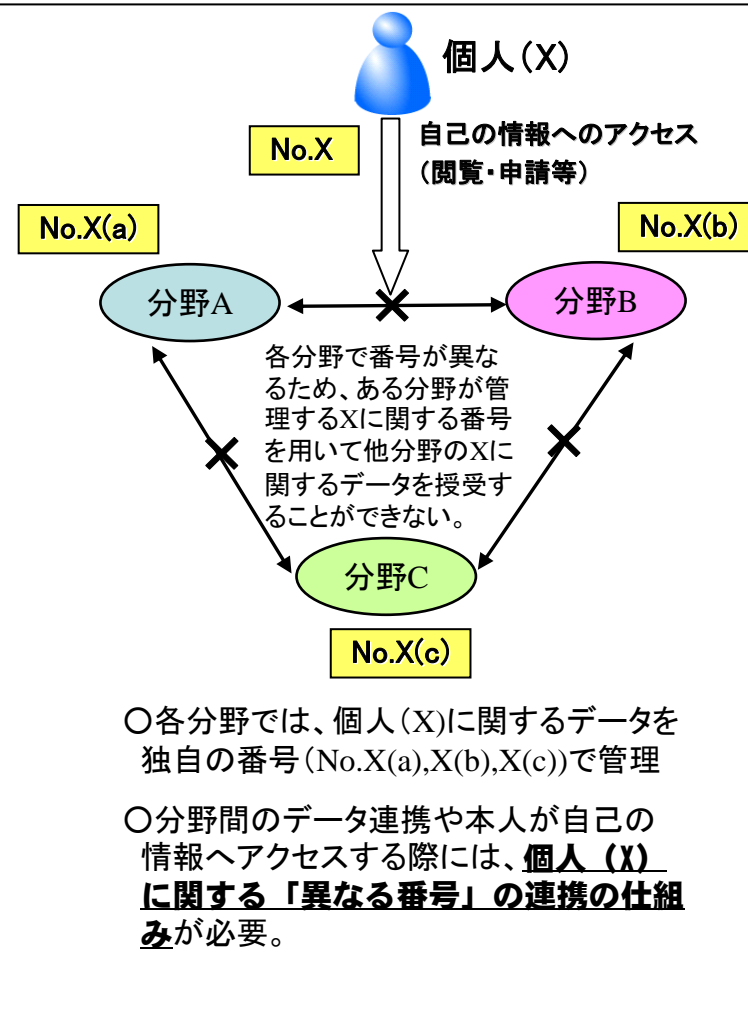 個人（X）
No.X
自己の情報へのアクセス
（閲覧・申請等）
No.X(a)
No.X(b)
分野A
分野B
各分野で番号が異な
るため、ある分野が管
理するXに関する番号
を用いて他分野のXに
関するデータを授受す
ることができない。
分野C
No.X(c)
○各分野では、個人（X)に関するデータを
独自の番号（No.X(a),X(b),X(c))で管理
○分野間のデータ連携や本人が自己の
情報へアクセスする際には、個人（X）
に関する「異なる番号」の連携の仕組
みが必要。